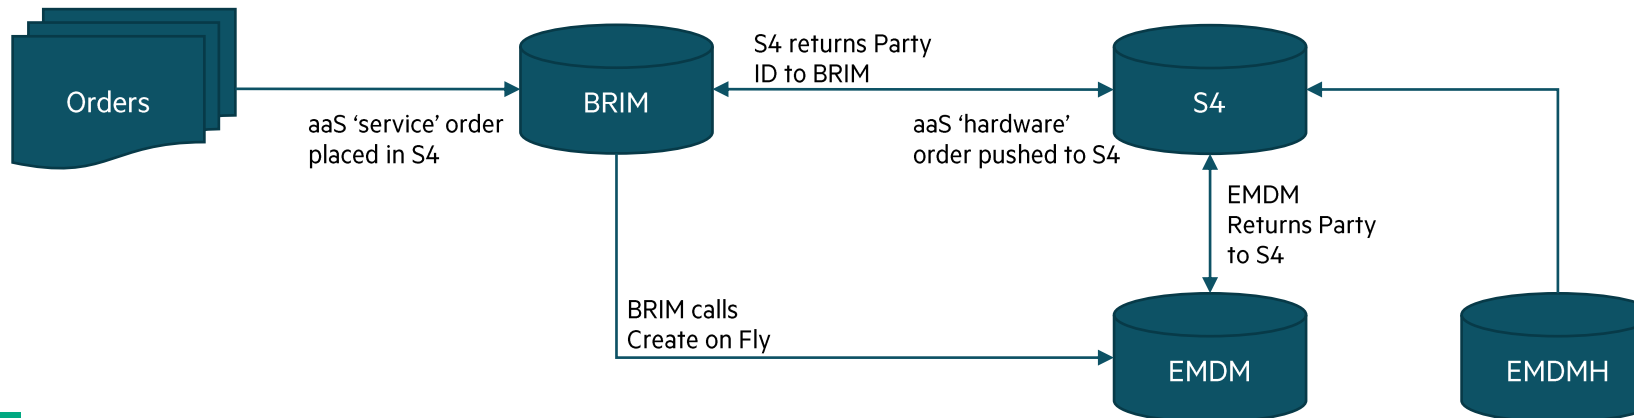 Orders
aaS ‘service’ order
placed in S4
BRIM
S4 returns Party
ID to BRIM
aaS ‘hardware’
order pushed to S4
S4
EMDM
Returns Party
to S4
BRIM calls
Create on Fly
EMDM
EMDMH